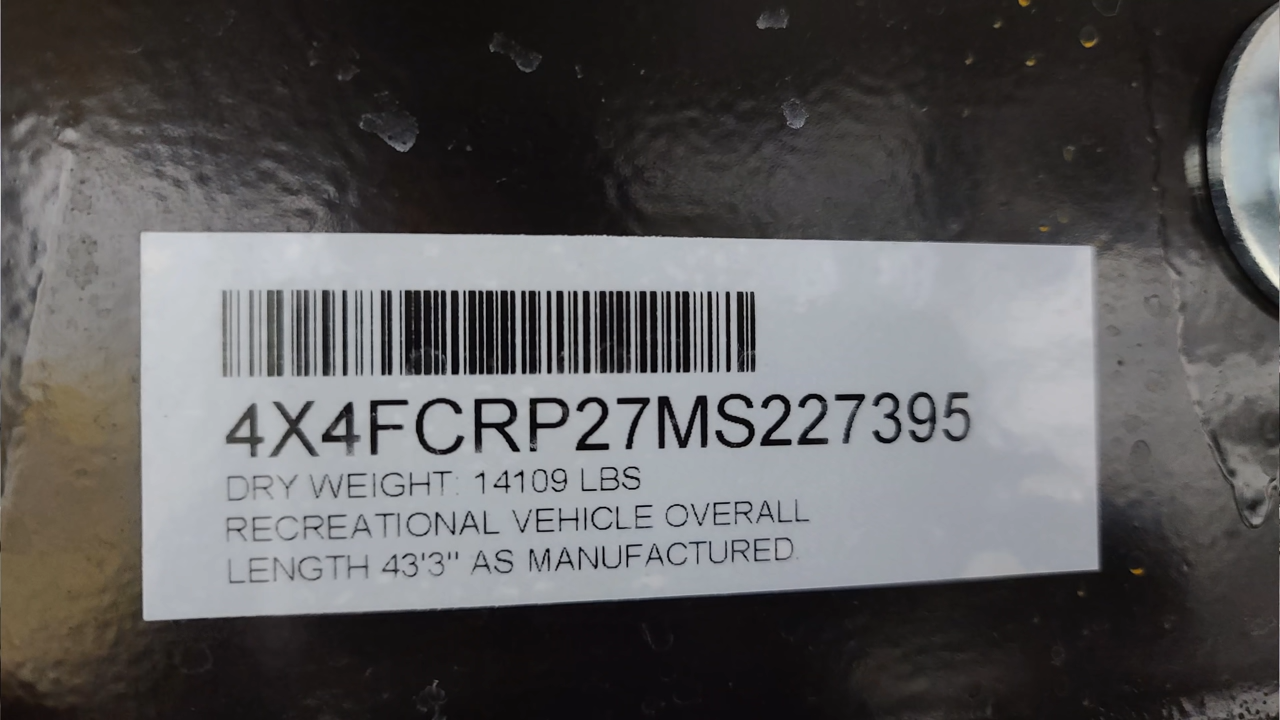 4X4FCRP27MS227395
DRY WEIGHT: 14109 LBS
RECREATIONAL VEHICLE OVERALL
LENGTH 43'3" AS MANUFACTURED.